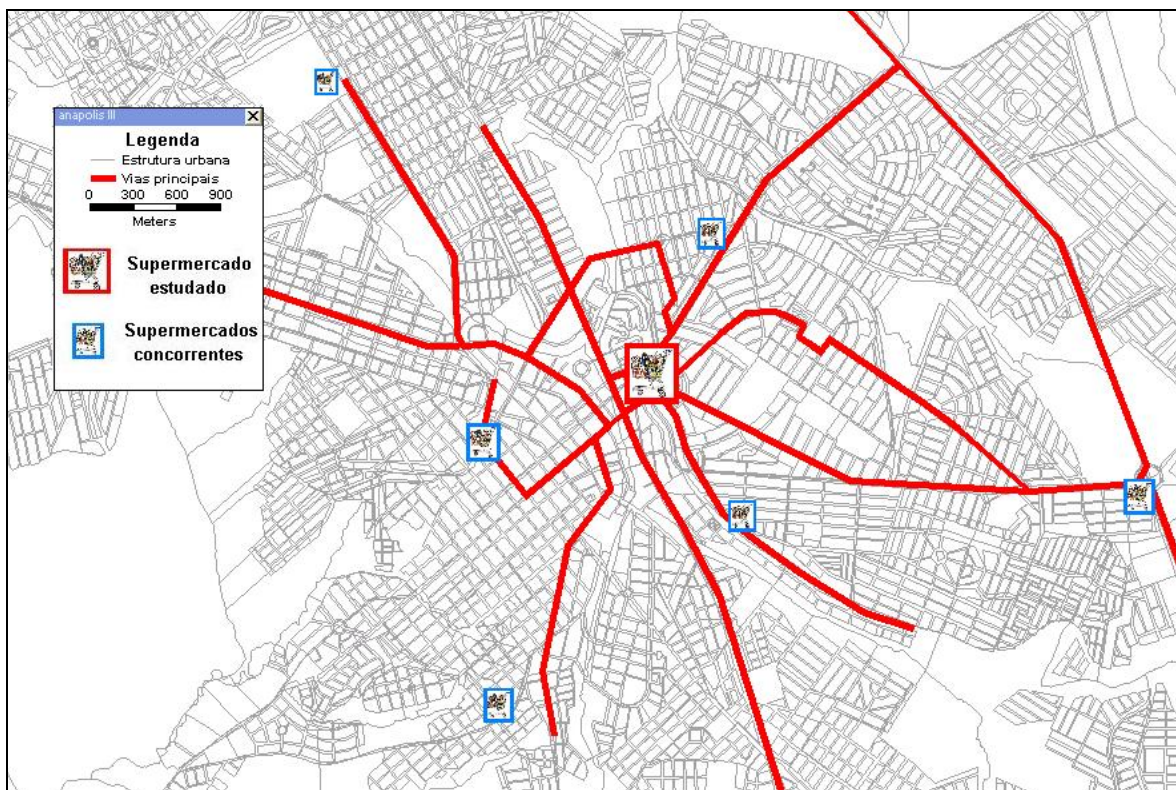 anapolis III
Legenda
Estrutura urbana
Vias principais
0 300 600 900
Meters
Supermercado
estudado
Supermercados
concorrentes